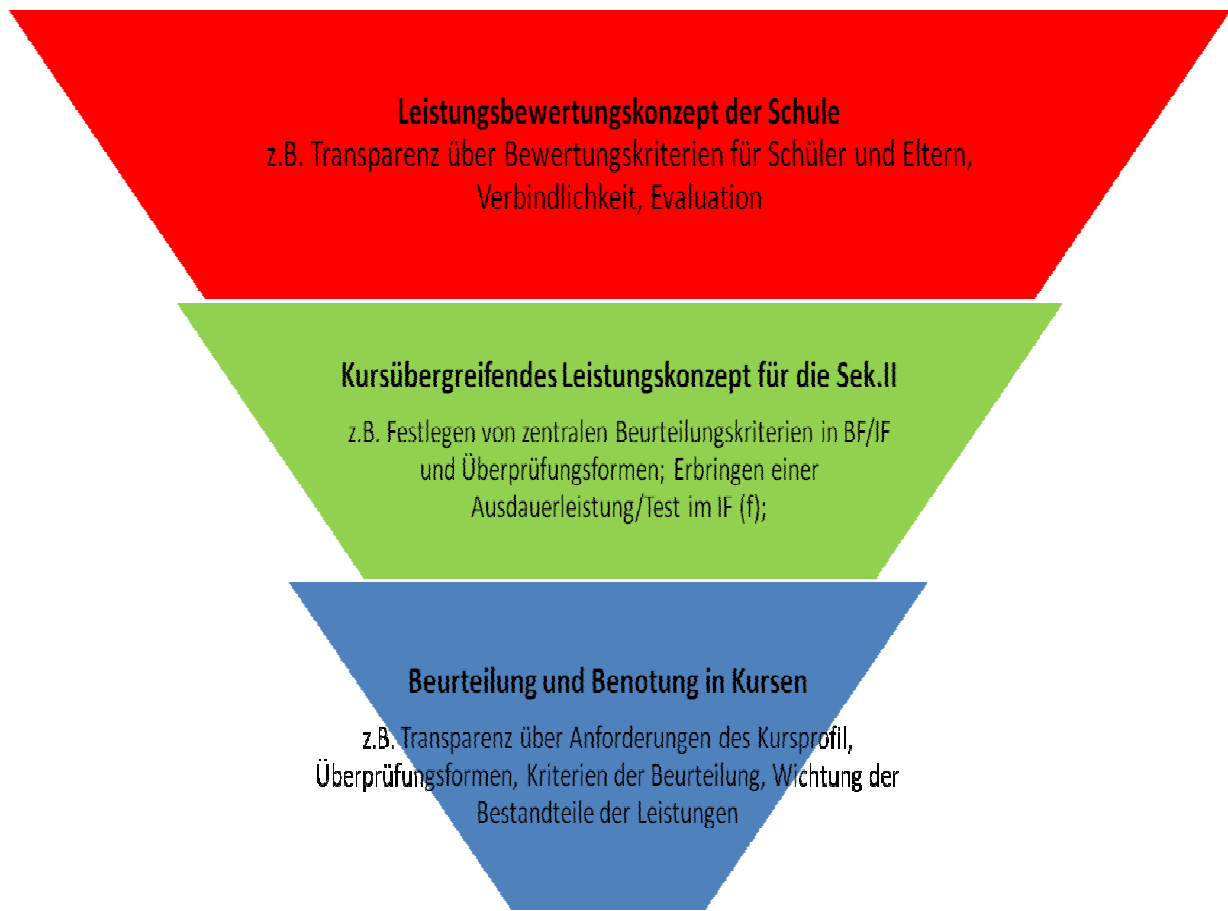 Leistungsbewertungskonzept der Schule
z.B. Transparenz über Bewertungskriterien für Schüler und Eltern,
Verbindlichkeit, Evaluation
Kursübergreifendes Leistungskonzept für die Sek.II
z.B. Festlegen von zentralen Beurteilungskriterien in BF/IF
und Überprüfungsformen; Erbringen einer
Ausdauerleistung/Test im IF (f);
Beurteilung und Benotung in Kursen
z.B. Transparenz über Anforderungen des Kursprofil,
Überprüfungsformen, Kriterien der Beurteilung, Wichtung der
Bestandteile der Leistungen